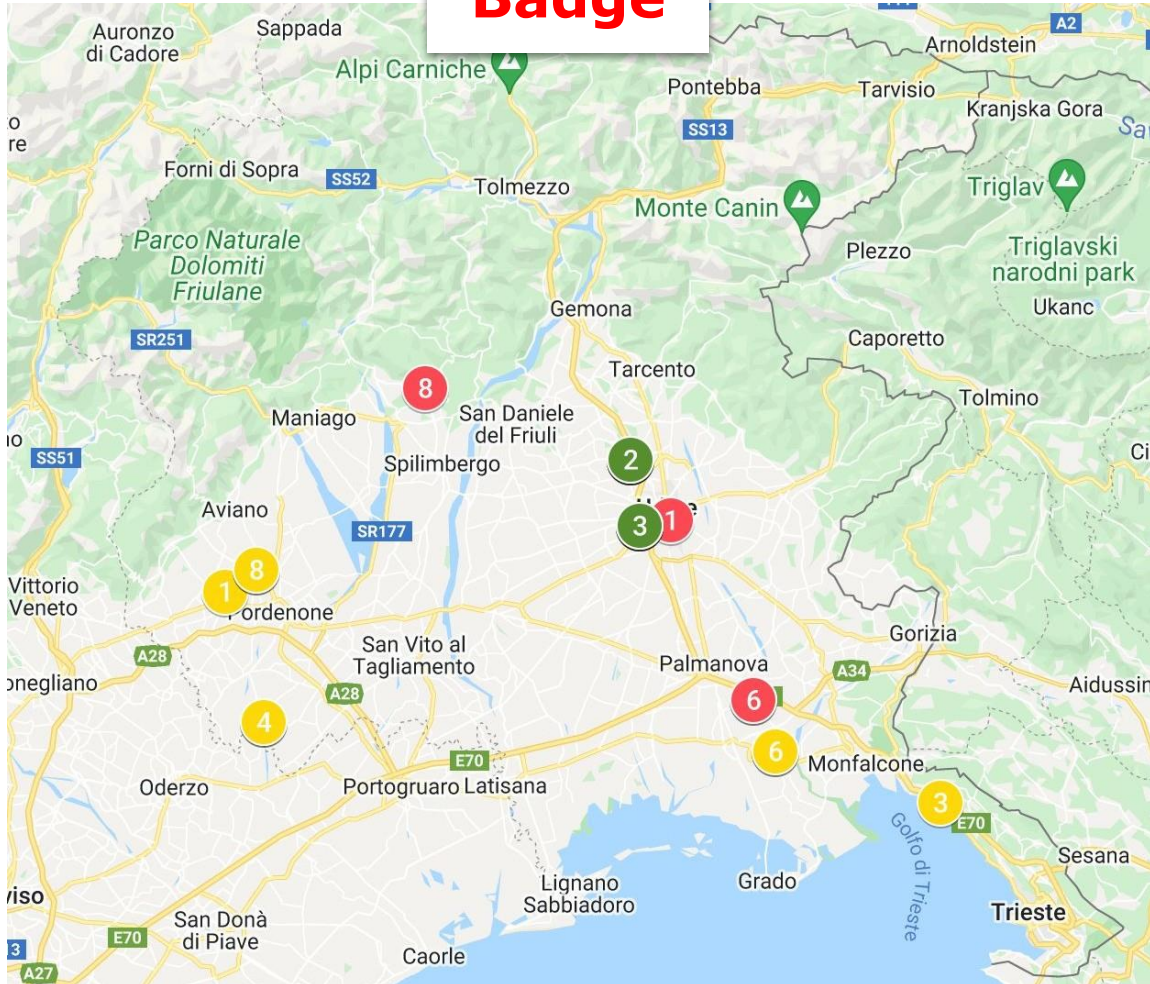 Badge
Auronzo
di Cadore
Sappada
A2
Arnoldstein
Alpi Carniche
Pontebba
Tarvisio
Kranjska Gora
SS13
Forni di Sopra
SS52
Tolmezzo
Triglav
Monte Canin
Parco Naturale
Dolomiti
Friulane
Plezzo
Triglavski
narodni park
Gemona
Ukanc
SR251
Caporetto
Tarcento
8
Tolmino
Maniago
San Daniele
del Friuli
SS51
Spilimbergo
2
Aviano
SR177
3
1
8
1
Vittorio
Veneto
Pordenone
Gorizia
San Vito al
Tagliamento
A28
Palmanova
A34
onegliano
A28
Aidussin
6
4
6
E70
Monfalcone
Oderzo
Portogruaro
Latisana
3
E70
Golfo di Trieste
Sesana
Lignano
Sabbiadoro
Grado
viso
Trieste
San Donà
di Piave
E70
Caorle
A27